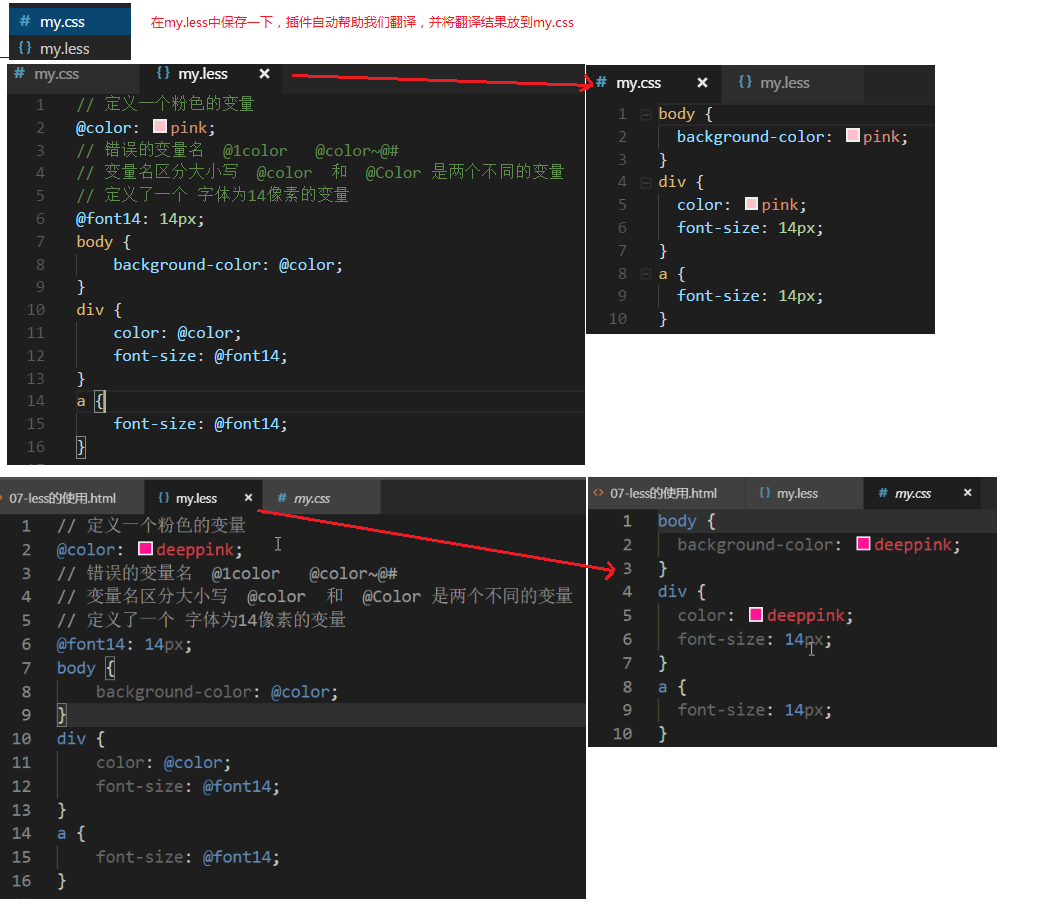 # my.css
{} my.less
在my.less中保存一下，插件自动帮助我们翻译，并将翻译结果放到my.css
# my.css {} my.less ×
1 // 定义一个粉色的变量
2 @color: pink;
3 // 错误的变量名 @1color @color~@#
4 // 变量名区分大小写 @color 和 @Color 是两个不同的变量
5 // 定义了一个 字体为14像素的变量
6 @font14: 14px;
7 body {
8 background-color: @color;
9 }
10 div {
11 color: @color;
12 font-size: @font14;
13 }
14 a {
15 font-size: @font14;
16 }
# my.css × {} my.less
1 body {
2 background-color: pink;
3 }
4 div {
5 color: pink;
6 font-size: 14px;
7 }
8 a {
9 font-size: 14px;
10 }
07-less的使用.html {} my.less × # my.css
1 // 定义一个粉色的变量
2 @color: deeppink;
3 // 错误的变量名 @1color @color~@#
4 // 变量名区分大小写 @color 和 @Color 是两个不同的变量
5 // 定义了一个 字体为14像素的变量
6 @font14: 14px;
7 body {
8 background-color: @color;
9 }
10 div {
11 color: @color;
12 font-size: @font14;
13 }
14 a {
15 font-size: @font14;
16 }
<> 07-less的使用.html {} my.less # my.css ×
1 body {
2 background-color: deeppink;
3 }
4 div {
5 color: deeppink;
6 font-size: 14px;
7 }
8 a {
9 font-size: 14px;
10 }